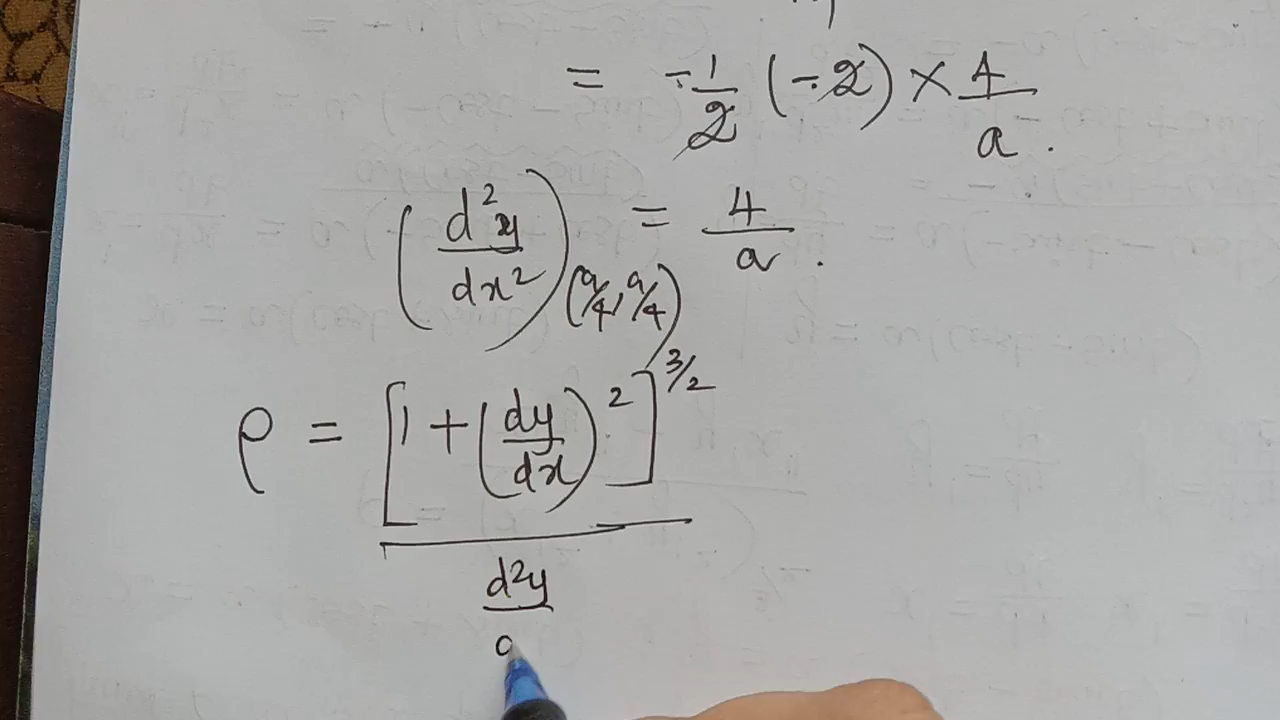 = -1/2 (-2) × 4/a .
(d²y/dx²)(a/4, a/4) = 4/a .
ρ = [1 + (dy/dx)²]^3/2
d²y